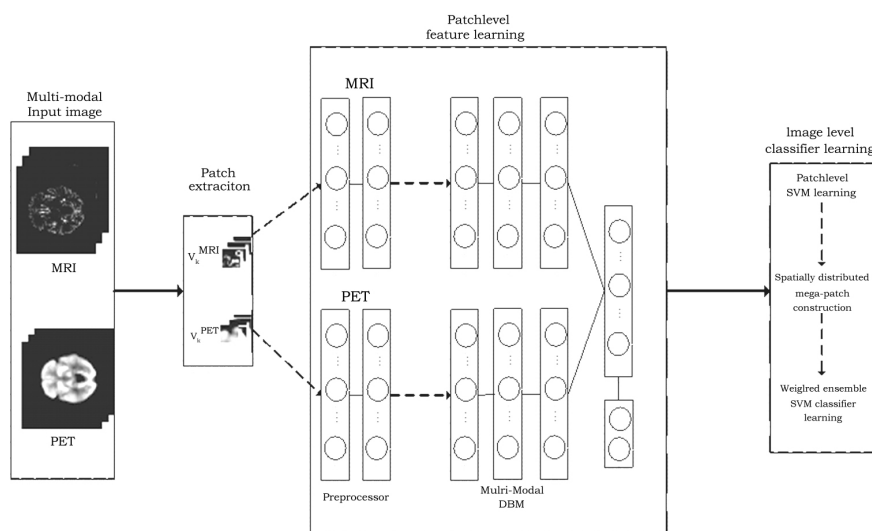 Multi-modal
Input image
MRI
PET
Patch
extraciton
V_k^MRI
V_k^PET
Patchlevel
feature learning
MRI
PET
Preprocessor
Mulri-Modal
DBM
Image level
classifier learning
Patchlevel
SVM learning
Spatially distributed
mega-patch
construction
Weiglred ensemble
SVM classifier
learning